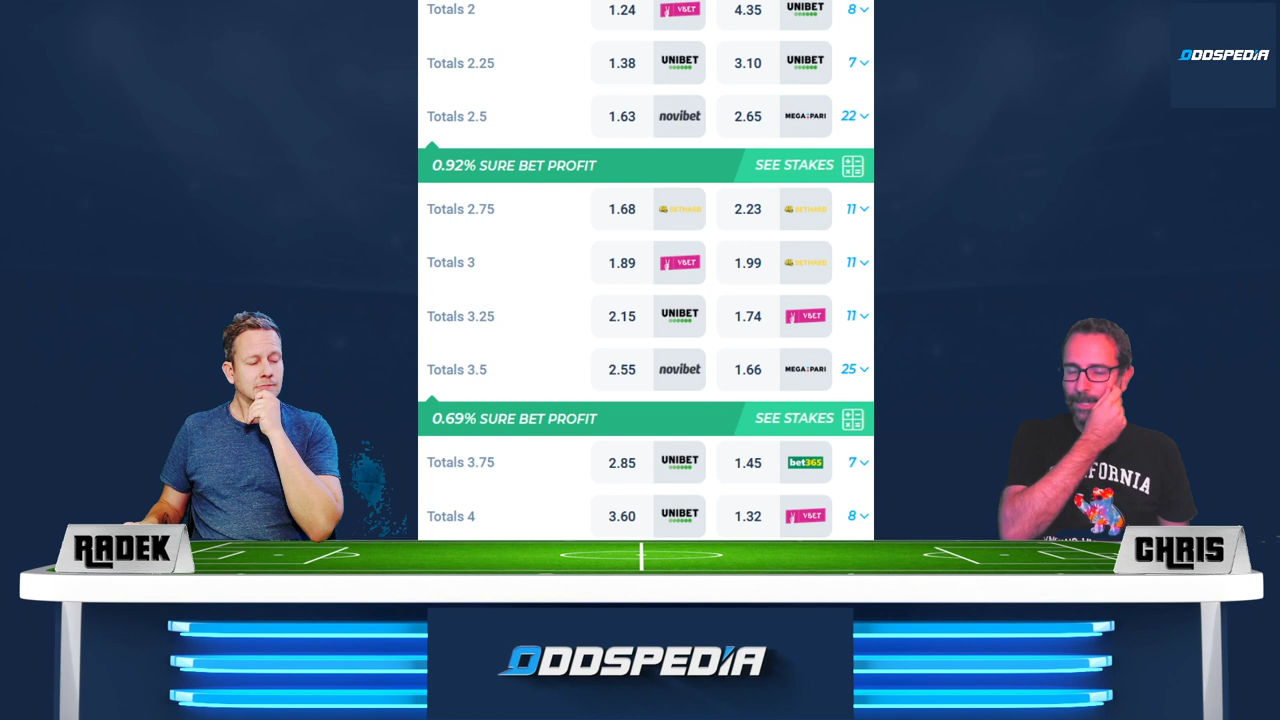 Totals 2 1.24 VBET 4.35 UNIBET 8
ODDSPEDIA
Totals 2.25 1.38 UNIBET 3.10 UNIBET 7
Totals 2.5 1.63 novibet 2.65 MEGAPARI 22
0.92% SURE BET PROFIT SEE STAKES
Totals 2.75 1.68 BETHARD 2.23 BETHARD 11
Totals 3 1.89 VBET 1.99 BETHARD 11
Totals 3.25 2.15 UNIBET 1.74 VBET 11
Totals 3.5 2.55 novibet 1.66 MEGAPARI 25
0.69% SURE BET PROFIT SEE STAKES
Totals 3.75 2.85 UNIBET 1.45 bet365 7
Totals 4 3.60 UNIBET 1.32 VBET 8
RADEK
CHRIS
ODDSPEDIA